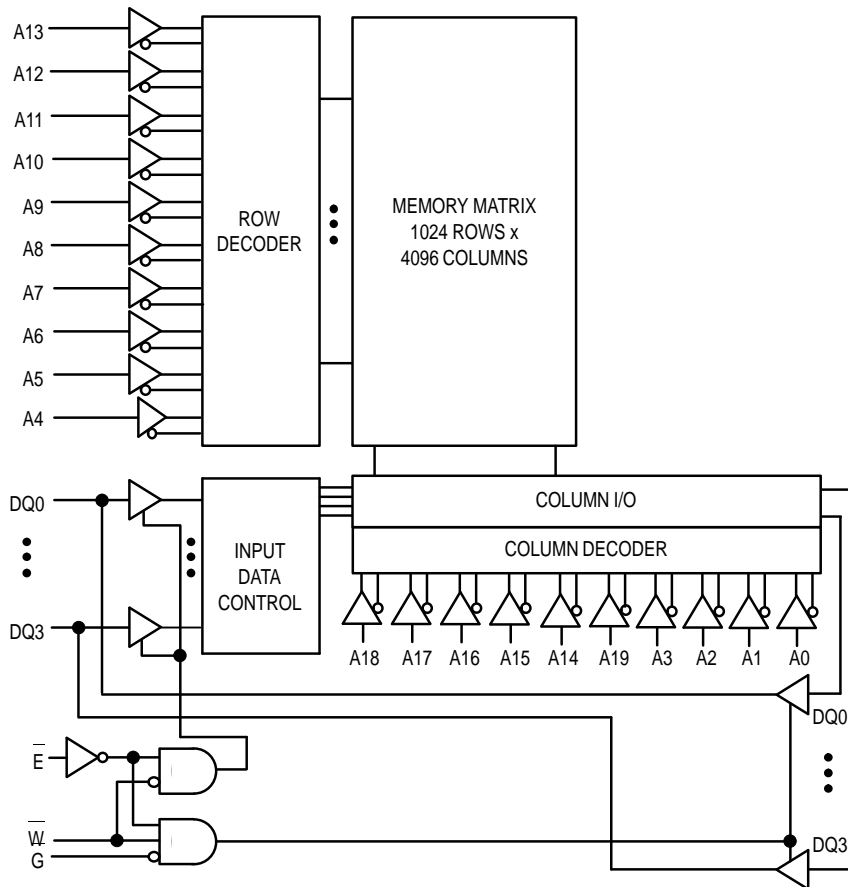 A13
A12
A11
A10
A9
A8
A7
A6
A5
A4
ROW
DECODER
MEMORY MATRIX
1024 ROWS x
4096 COLUMNS
DQ0
DQ3
INPUT
DATA
CONTROL
COLUMN I/O
COLUMN DECODER
A18 A17 A16 A15 A14 A19 A3 A2 A1 A0
DQ0
DQ3
E
W
G